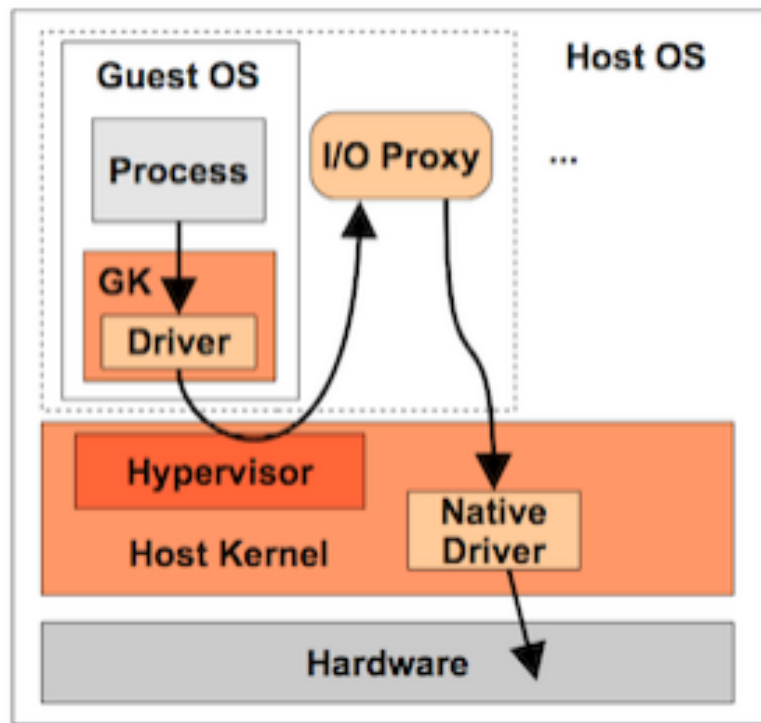 Guest OS
Host OS
Process
I/O Proxy
...
GK
Driver
Hypervisor
Native
Driver
Host Kernel
Hardware